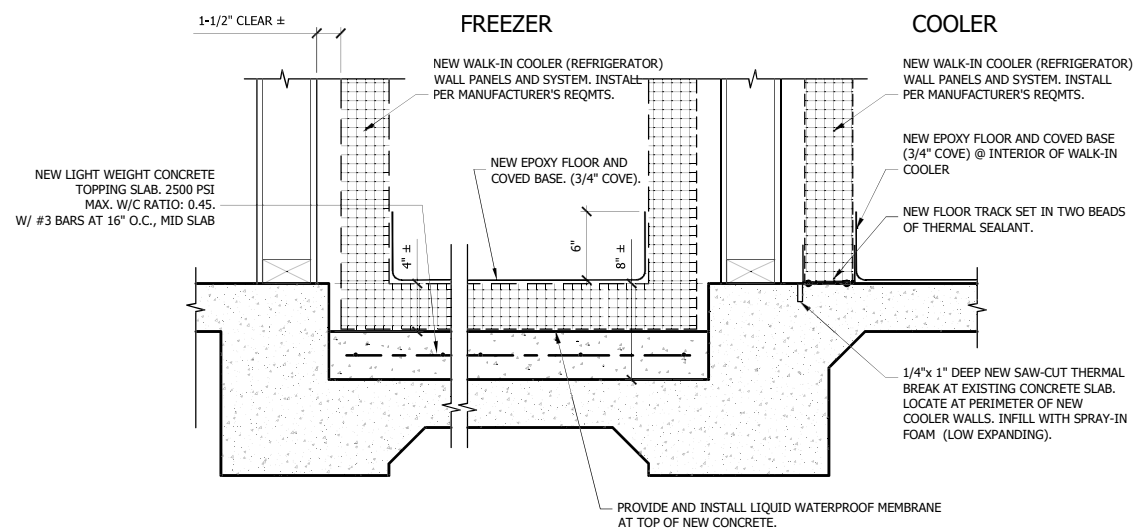 1-1/2" CLEAR ±
FREEZER
COOLER
NEW WALK-IN COOLER (REFRIGERATOR)
WALL PANELS AND SYSTEM. INSTALL
PER MANUFACTURER'S REQMTS.
NEW WALK-IN COOLER (REFRIGERATOR)
WALL PANELS AND SYSTEM. INSTALL
PER MANUFACTURER'S REQMTS.
NEW EPOXY FLOOR AND COVED BASE
(3/4" COVE) @ INTERIOR OF WALK-IN
COOLER
NEW EPOXY FLOOR AND
COVED BASE. (3/4" COVE).
NEW LIGHT WEIGHT CONCRETE
TOPPING SLAB. 2500 PSI
MAX. W/C RATIO: 0.45.
W/ #3 BARS AT 16" O.C., MID SLAB
NEW FLOOR TRACK SET IN TWO BEADS
OF THERMAL SEALANT.
4" ±
6"
8" ±
1/4"x 1" DEEP NEW SAW-CUT THERMAL
BREAK AT EXISTING CONCRETE SLAB.
LOCATE AT PERIMETER OF NEW
COOLER WALLS. INFILL WITH SPRAY-IN
FOAM (LOW EXPANDING).
PROVIDE AND INSTALL LIQUID WATERPROOF MEMBRANE
AT TOP OF NEW CONCRETE.